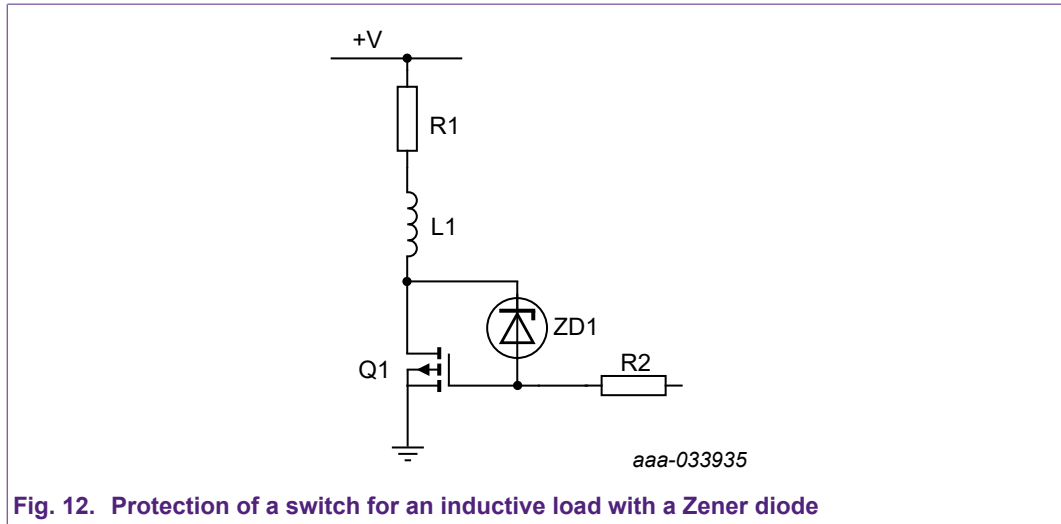 +V
R1
L1
ZD1
Q1
R2
aaa-033935
Fig. 12. Protection of a switch for an inductive load with a Zener diode